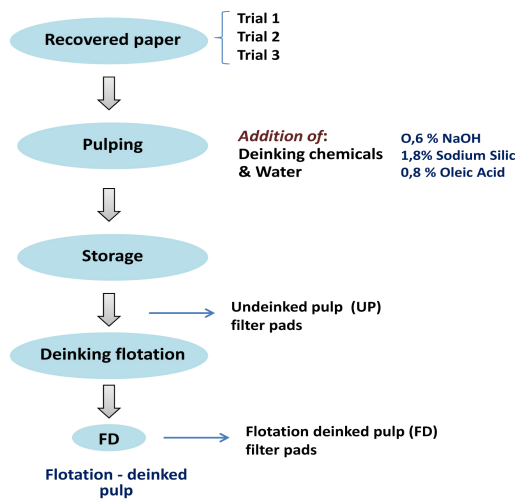 Recovered paper
Trial 1
Trial 2
Trial 3
Pulping
Addition of:
Deinking chemicals
& Water
O,6 % NaOH
1,8% Sodium Silic
0,8 % Oleic Acid
Storage
Undeinked pulp (UP)
filter pads
Deinking flotation
FD
Flotation deinked pulp (FD)
filter pads
Flotation - deinked
pulp